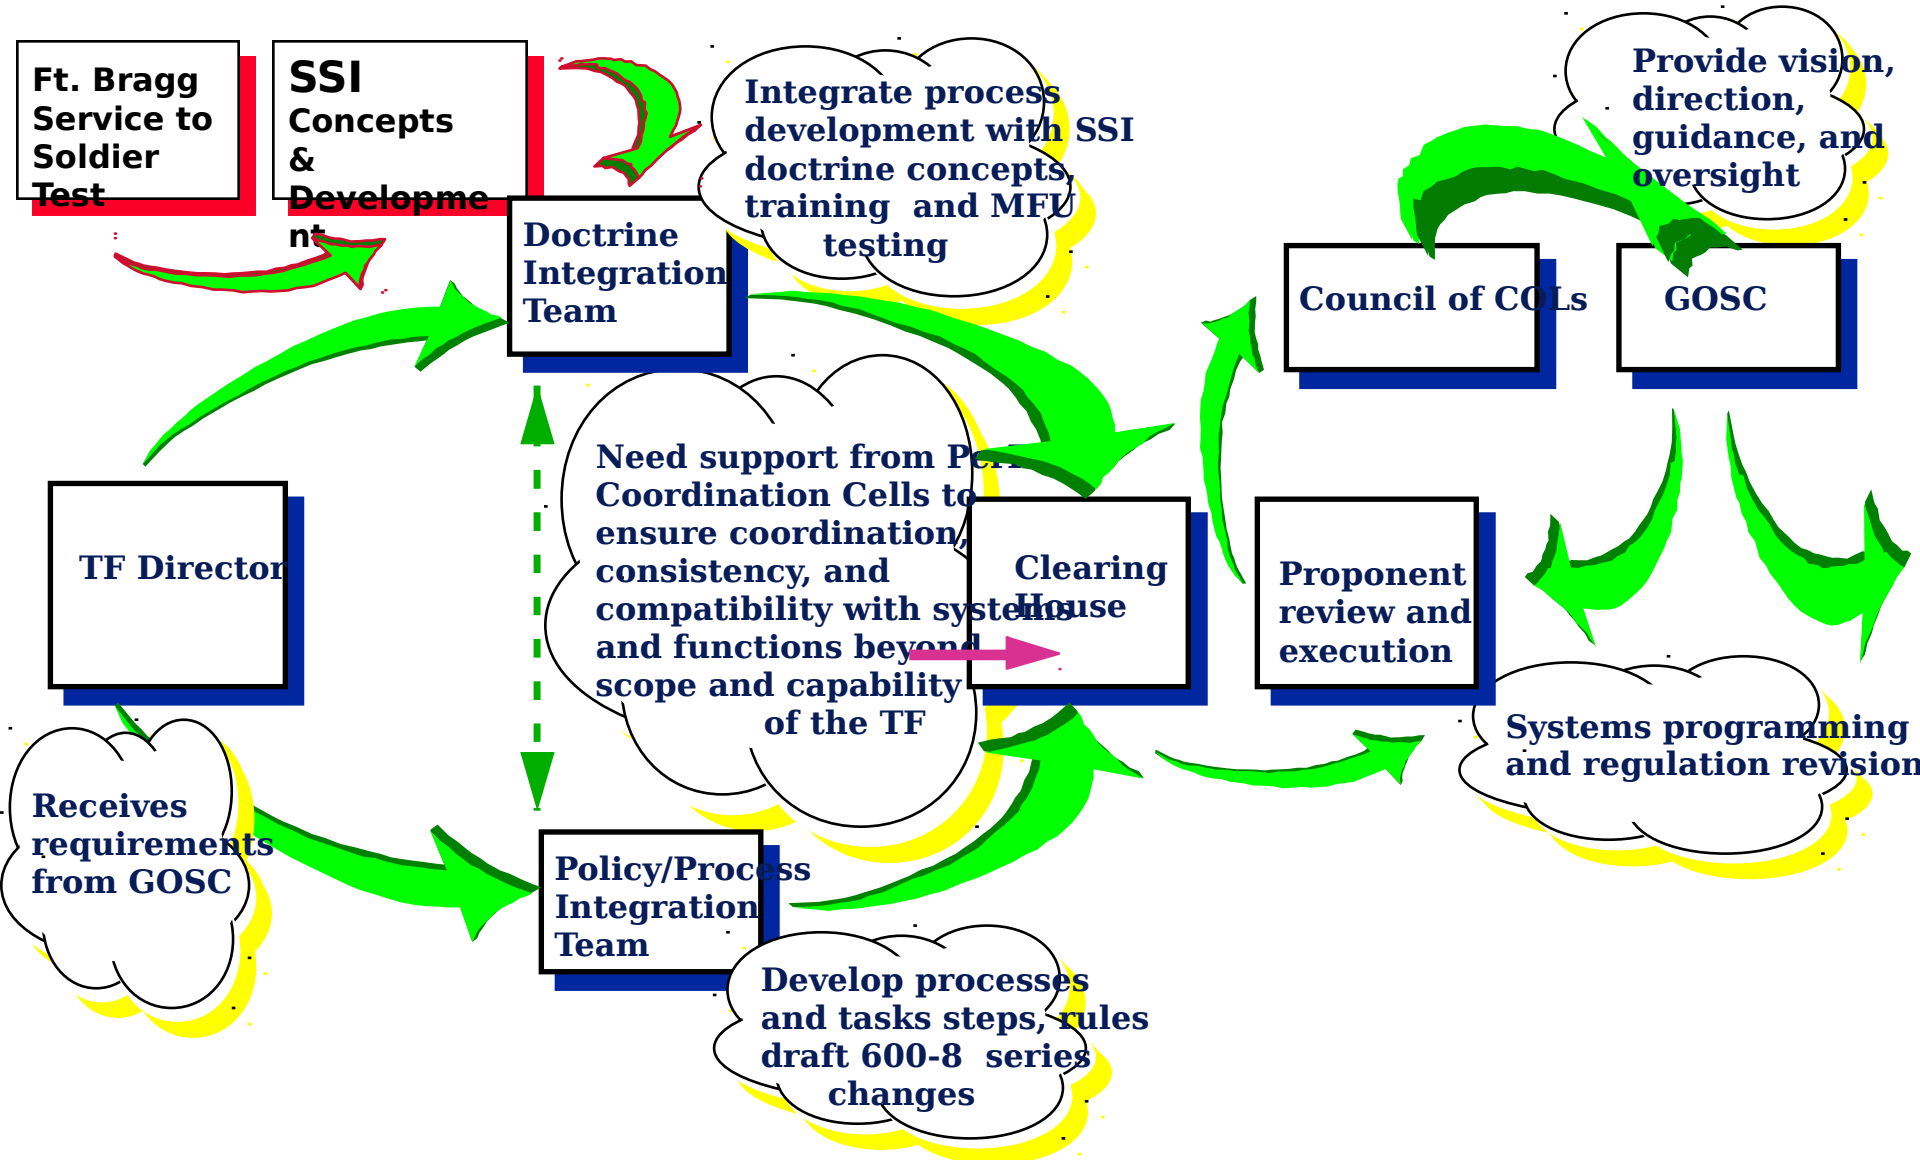 Ft. Bragg
Service to
Soldier
Test
SSI
Concepts
&
Developme
nt
Integrate process
development with SSI
doctrine concepts,
training and MFU
testing
Provide vision,
direction,
guidance, and
oversight
Doctrine
Integration
Team
Council of COLs
GOSC
Need support from
Coordination Cells to
ensure coordination,
consistency, and
compatibility with systems
and functions beyond
scope and capability
of the TF
TF Director
Clearing
House
Proponent
review and
execution
Systems programming
and regulation revision
Receives
requirements
from GOSC
Policy/Process
Integration
Team
Develop processes
and tasks steps, rules
draft 600-8 series
changes